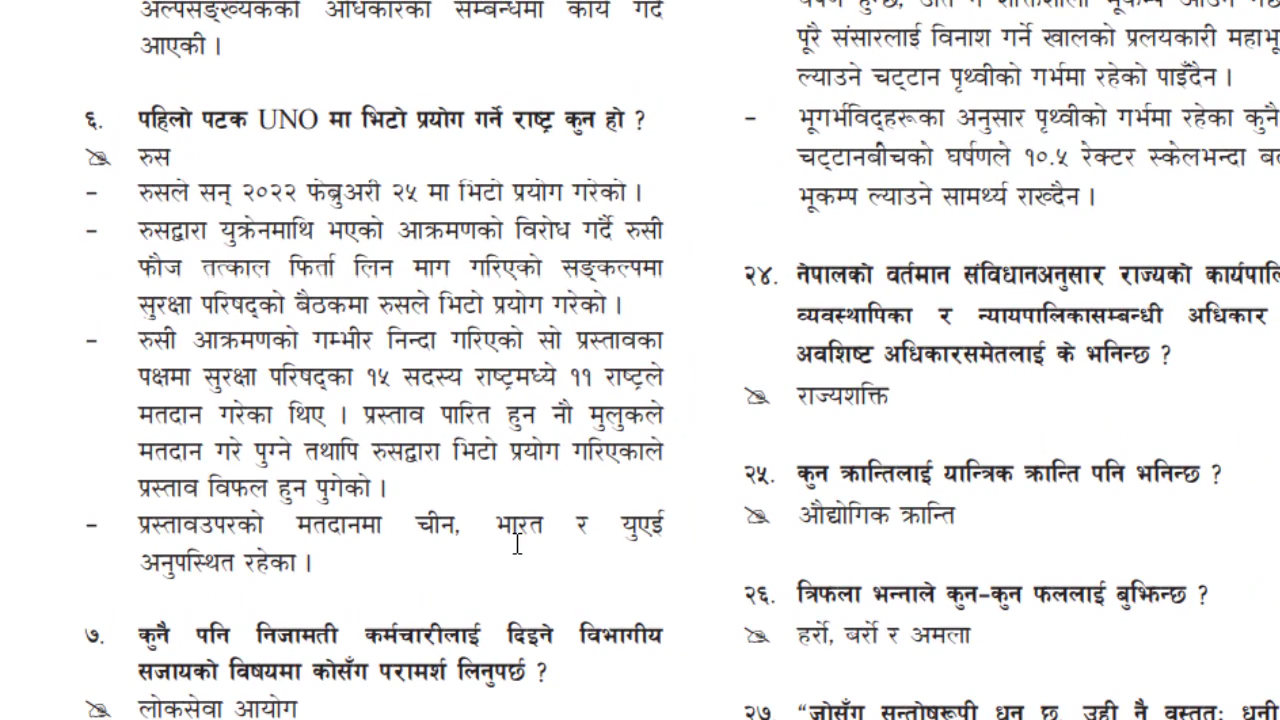 अल्पसङ्ख्यकका अधिकारका सम्बन्धमा कार्य गर्दै
आएकी ।
६. पहिलो पटक UNO मा भिटो प्रयोग गर्ने राष्ट्र कुन हो ?
रुस
– रुसले सन् २०२२ फेब्रुअरी २५ मा भिटो प्रयोग गरेको ।
– रुसद्वारा युक्रेनमाथि भएको आक्रमणको विरोध गर्दै रुसी
फौज तत्काल फिर्ता लिन माग गरिएको सङ्कल्पमा
सुरक्षा परिषद्को बैठकमा रुसले भिटो प्रयोग गरेको ।
– रुसी आक्रमणको गम्भीर निन्दा गरिएको सो प्रस्तावका
पक्षमा सुरक्षा परिषद्का १५ सदस्य राष्ट्रमध्ये ११ राष्ट्रले
मतदान गरेका थिए । प्रस्ताव पारित हुन नौ मुलुकले
मतदान गरे पुग्ने तथापि रुसद्वारा भिटो प्रयोग गरिएकाले
प्रस्ताव विफल हुन पुगेको ।
– प्रस्तावउपरको मतदानमा चीन, भारत र युएई
अनुपस्थित रहेका ।
७. कुनै पनि निजामती कर्मचारीलाई दिइने विभागीय
सजायको विषयमा कोसँग परामर्श लिनुपर्छ ?
लोकसेवा आयोग
पूरै संसारलाई विनाश गर्ने खालको प्रलयकारी
ल्याउने चट्टान पृथ्वीको गर्भमा रहेको पाइँदैन ।
– भूगर्भविद्हरूका अनुसार पृथ्वीको गर्भमा रहेका कुनै
चट्टानबीचको घर्षणले १०.५ रेक्टर स्केलभन्दा
भूकम्प ल्याउने सामर्थ्य राख्दैन ।
२४. नेपालको वर्तमान संविधानअनुसार राज्यको
व्यवस्थापिका र न्यायपालिकासम्बन्धी अधिकार
अवशिष्ट अधिकारसमेतलाई के भनिन्छ ?
राज्यशक्ति
२५. कुन क्रान्तिलाई यान्त्रिक क्रान्ति पनि भनिन्छ ?
औद्योगिक क्रान्ति
२६. त्रिफला भन्नाले कुन–कुन फललाई बुझिन्छ ?
हर्रो, बर्रो र अमला
२७. “जोसँग सन्तोषरूपी धन छ, उही नै वस्तुतः धनी